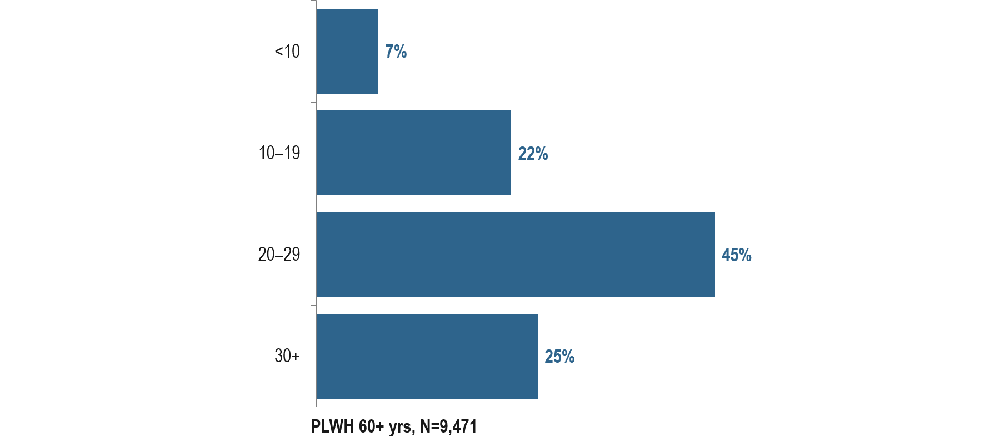 <10 7%
10–19 22%
20–29 45%
30+ 25%
PLWH 60+ yrs, N=9,471